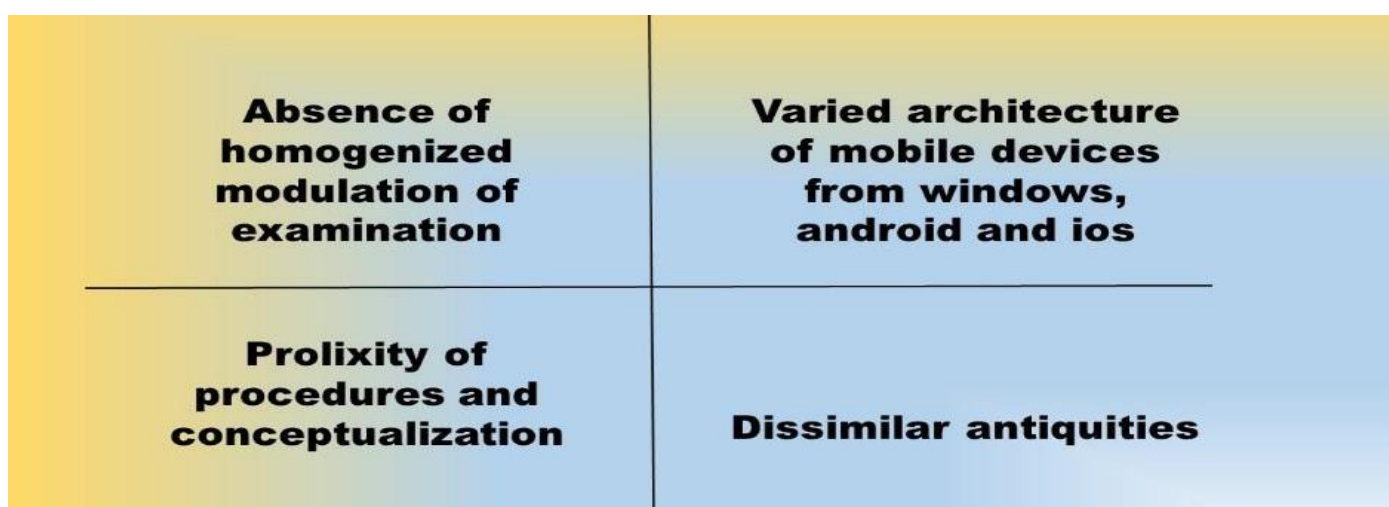 Absence of
homogenized
modulation of
examination
Varied architecture
of mobile devices
from windows,
android and ios
Prolixity of
procedures and
conceptualization
Dissimilar antiquities